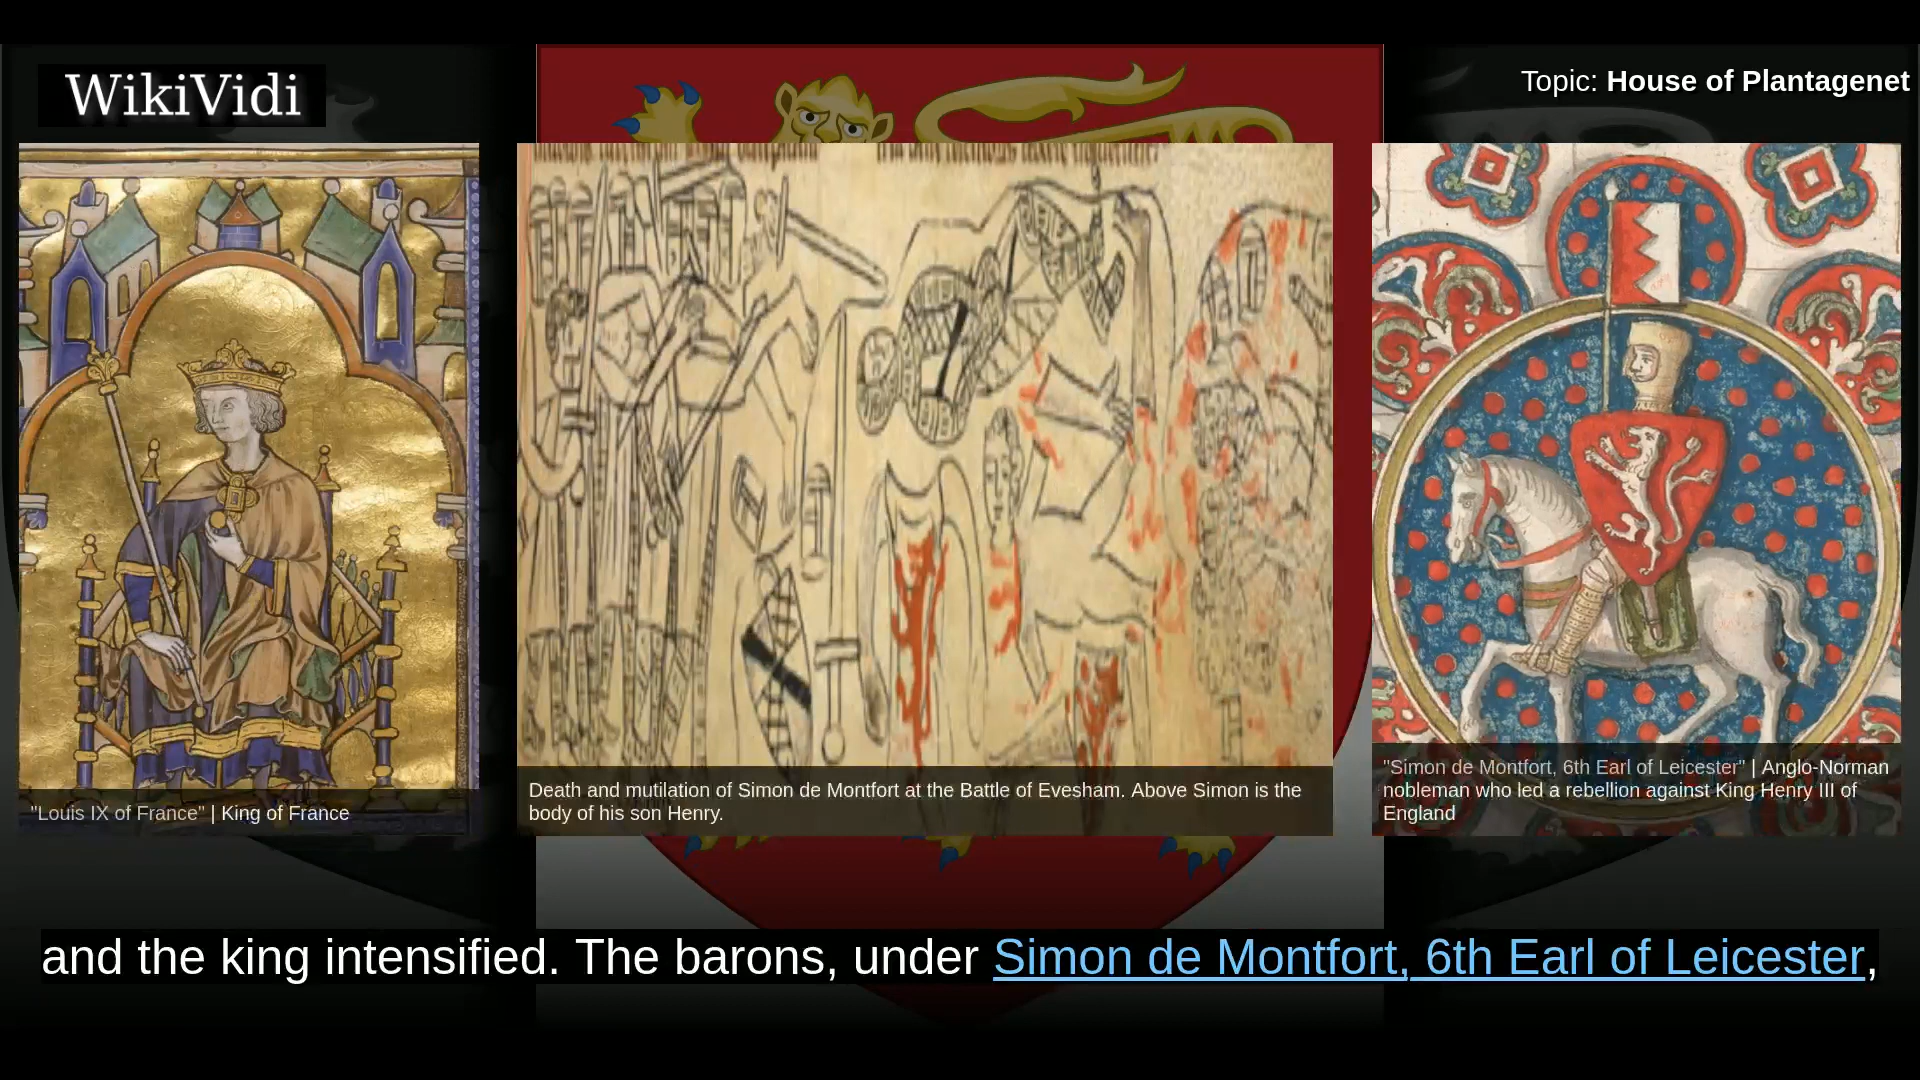 WikiVidi
Topic: House of Plantagenet
"Louis IX of France" | King of France
Death and mutilation of Simon de Montfort at the Battle of Evesham. Above Simon is the
body of his son Henry.
"Simon de Montfort, 6th Earl of Leicester" | Anglo-Norman
nobleman who led a rebellion against King Henry III of
England
and the king intensified. The barons, under Simon de Montfort, 6th Earl of Leicester,